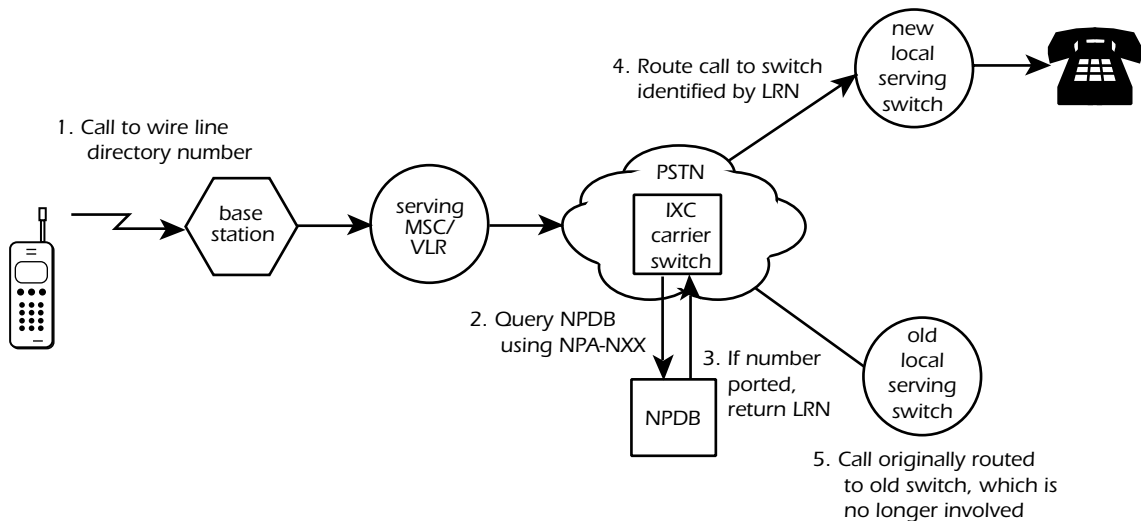 new
local
serving
switch
4. Route call to switch
identified by LRN
1. Call to wire line
directory number
PSTN
base
station
serving
MSC/
VLR
IXC
carrier
switch
2. Query NPDB
using NPA-NXX
3. If number
ported,
return LRN
old
local
serving
switch
NPDB
5. Call originally routed
to old switch, which is
no longer involved